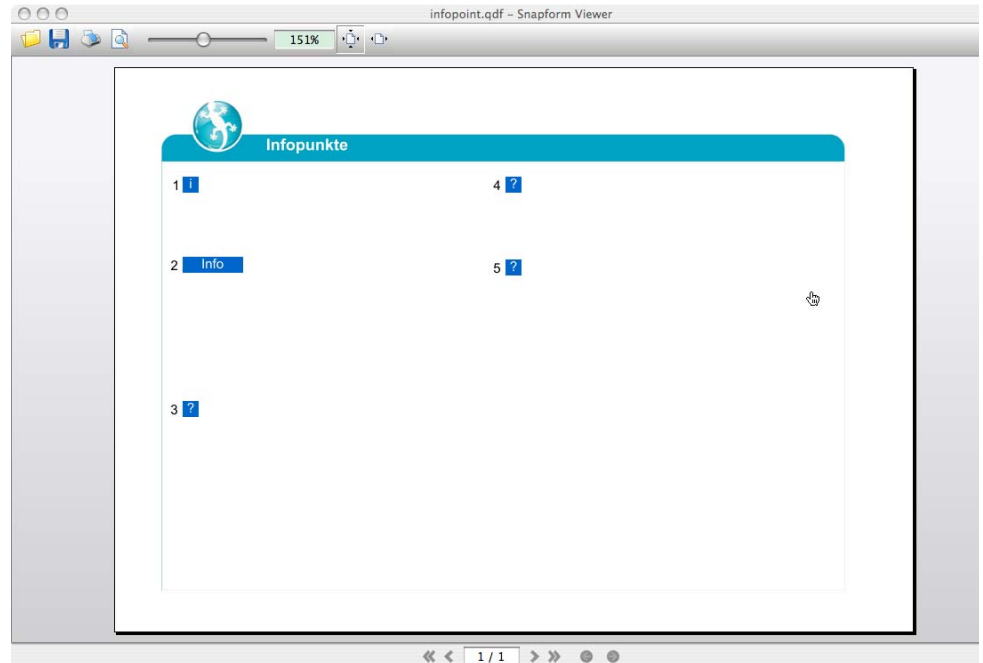 infopoint.qdf – Snapform Viewer
151%
Infopunkte
1 i
4 ?
2 Info
5 ?
3 ?
1 / 1